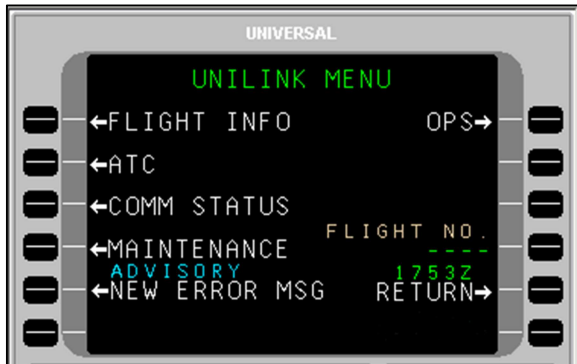 UNIVERSAL
UNILINK MENU
←FLIGHT INFO OPS→
←ATC
←COMM STATUS
FLIGHT NO.
←MAINTENANCE ----
ADVISORY 1753Z
←NEW ERROR MSG RETURN→